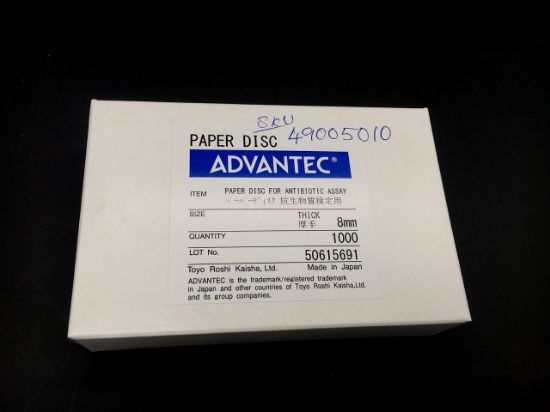 SKU
49005010
PAPER DISC
ADVANTEC®
ITEM PAPER DISC FOR ANTIBIOTIC ASSAY
ペーパーディスク 抗生物質検定用
SIZE THICK
厚手 8mm
QUANTITY 1000
LOT No. 50615691
Toyo Roshi Kaisha, Ltd. Made in Japan
ADVANTEC is the trademark/registered trademark
in Japan and other countries of Toyo Roshi Kaisha, Ltd.
and its group companies.